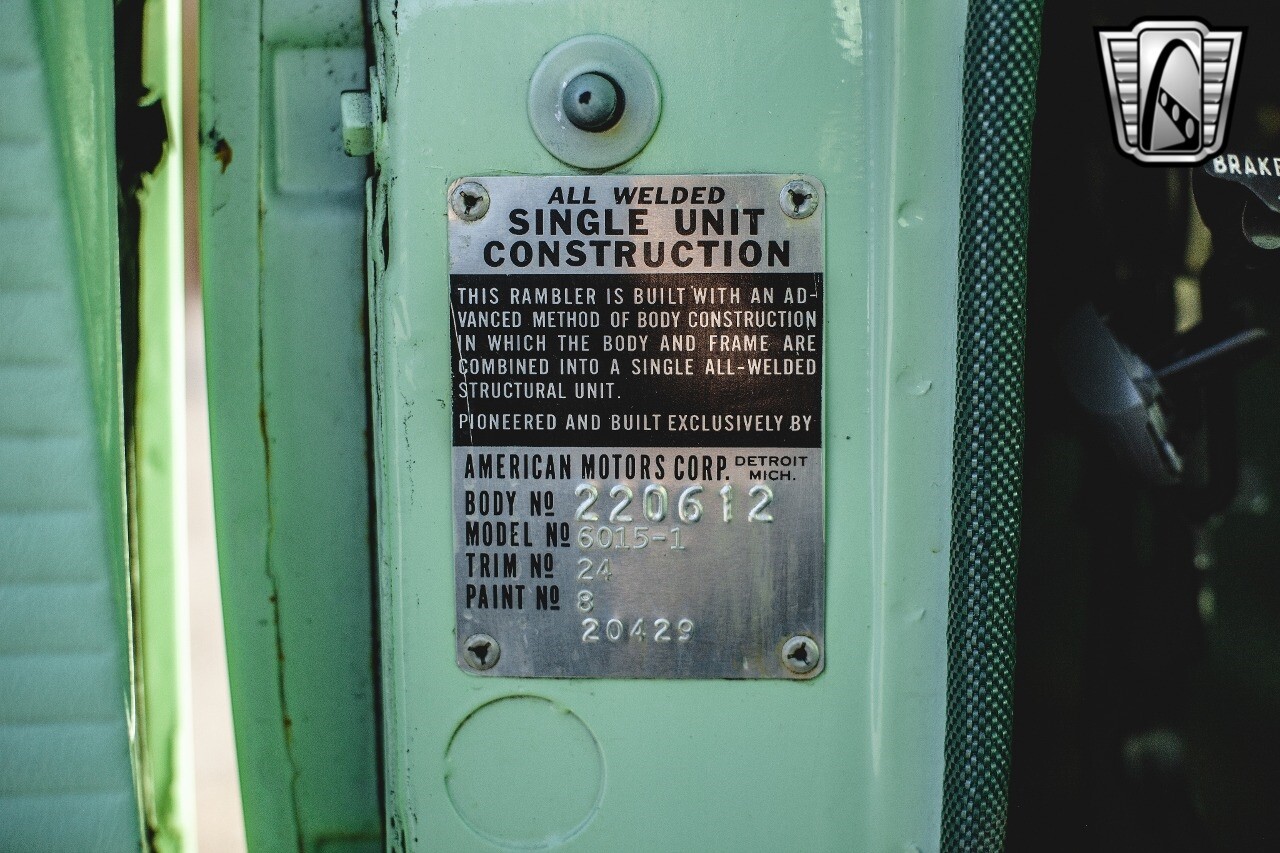 ALL WELDED
SINGLE UNIT
CONSTRUCTION
THIS RAMBLER IS BUILT WITH AN AD-
VANCED METHOD OF BODY CONSTRUCTION
IN WHICH THE BODY AND FRAME ARE
COMBINED INTO A SINGLE ALL-WELDED
STRUCTURAL UNIT.
PIONEERED AND BUILT EXCLUSIVELY BY
AMERICAN MOTORS CORP. DETROIT MICH.
BODY Nº 220612
MODEL Nº 6015-1
TRIM Nº 24
PAINT Nº 8
20429
BRAKE